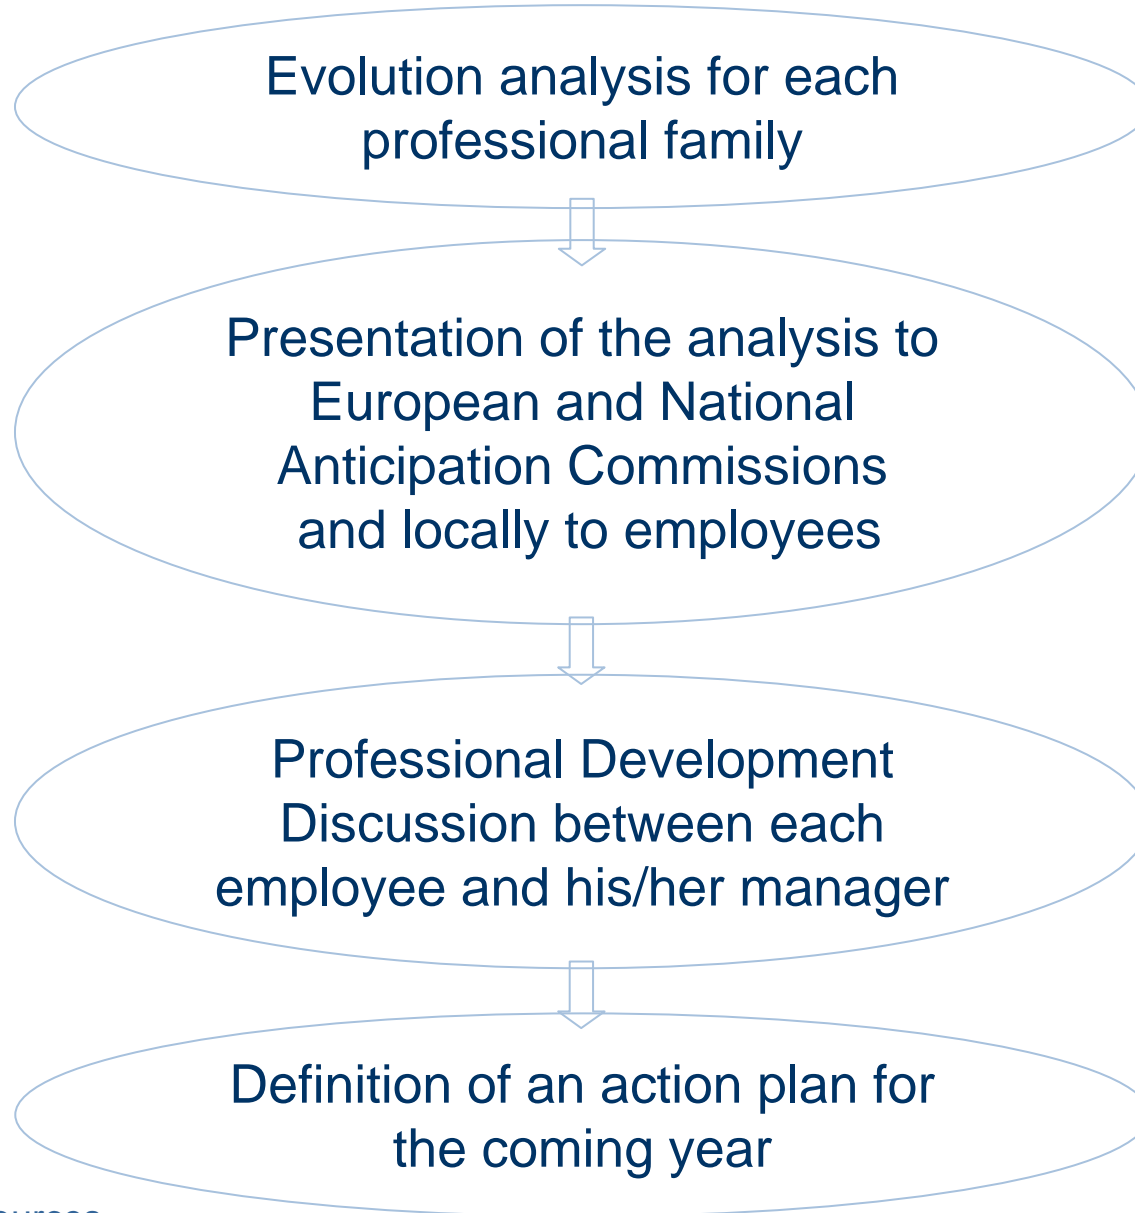 Evolution analysis for each
professional family
Presentation of the analysis to
European and National
Anticipation Commissions
and locally to employees
Professional Development
Discussion between each
employee and his/her manager
Definition of an action plan for
the coming year